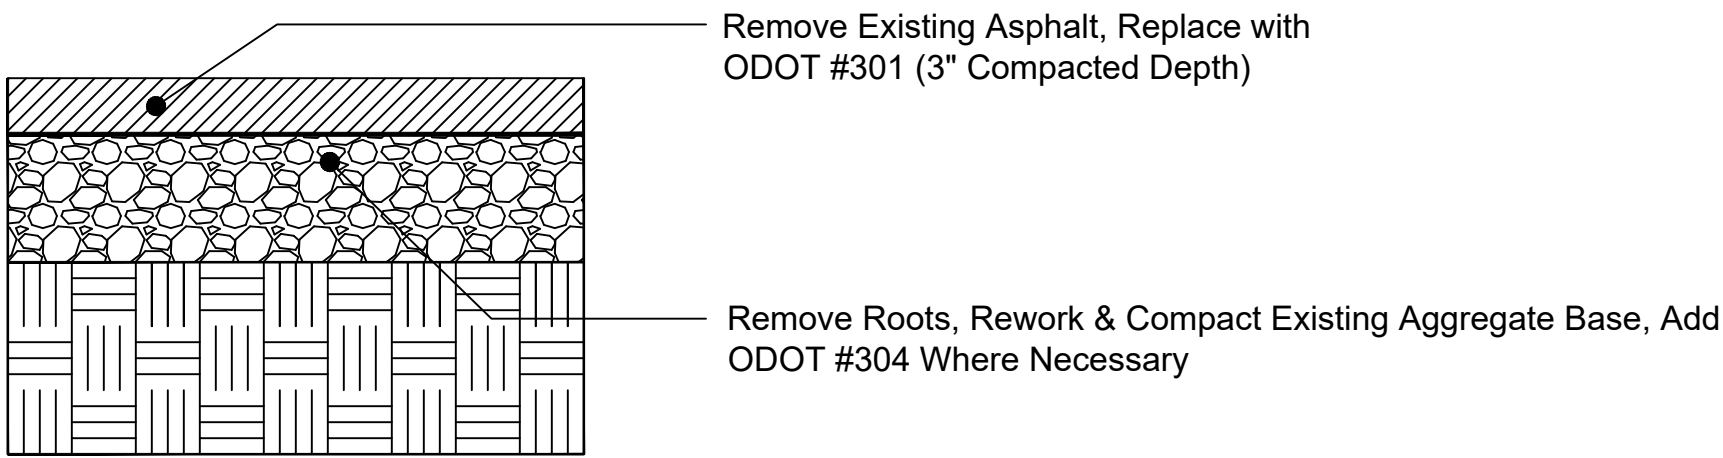 Remove Existing Asphalt, Replace with
ODOT #301 (3" Compacted Depth)
Remove Roots, Rework & Compact Existing Aggregate Base, Add
ODOT #304 Where Necessary